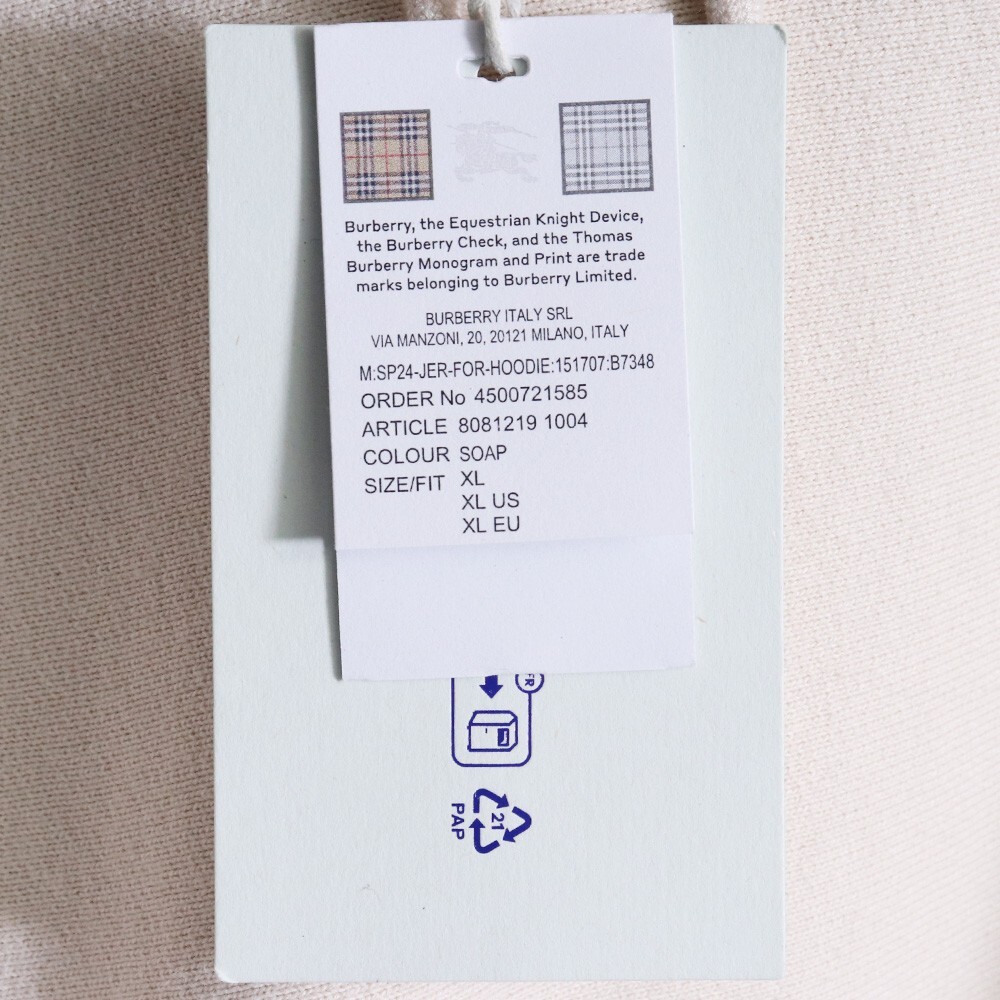 Burberry, the Equestrian Knight Device,
the Burberry Check, and the Thomas
Burberry Monogram and Print are trade
marks belonging to Burberry Limited.
BURBERRY ITALY SRL
VIA MANZONI, 20, 20121 MILANO, ITALY
M:SP24-JER-FOR-HOODIE:151707:B7348
ORDER No 4500721585
ARTICLE 8081219 1004
COLOUR SOAP
SIZE/FIT XL
XL US
XL EU
FR
21
PAP